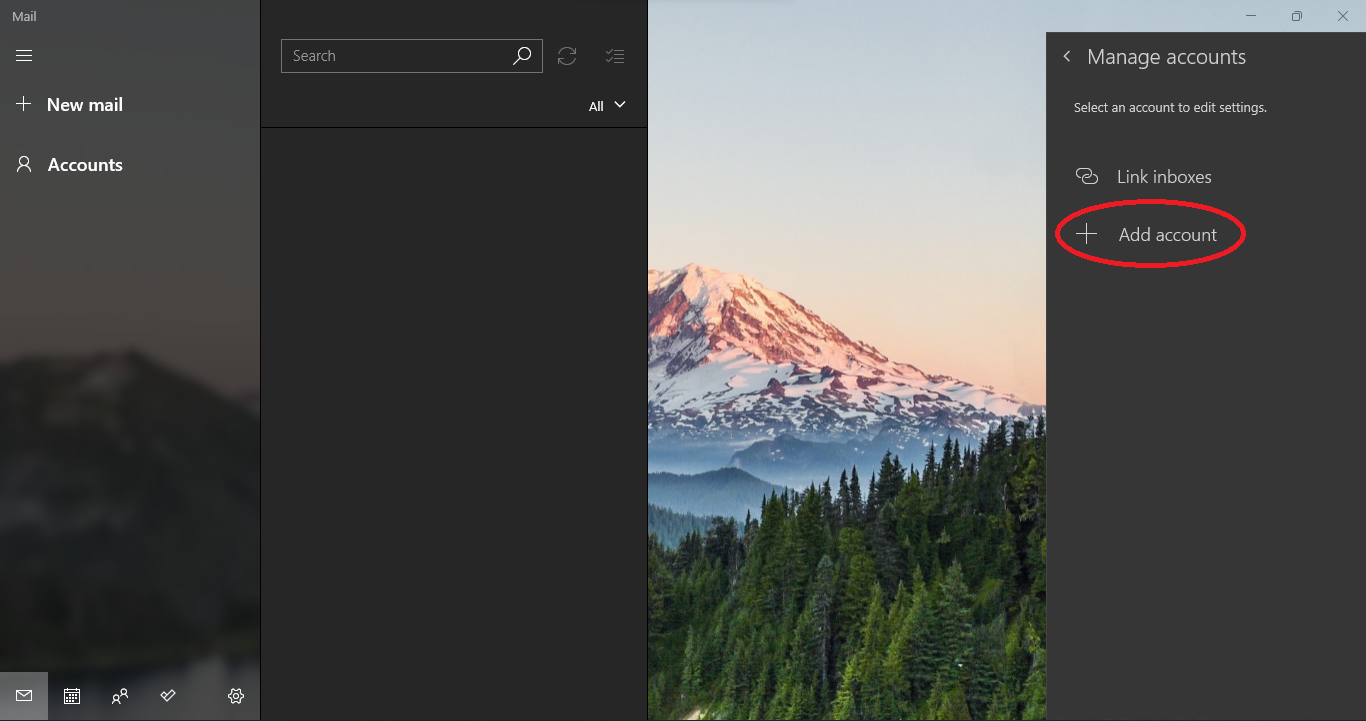 Mail
New mail
Accounts
Search
All
Manage accounts
Select an account to edit settings.
Link inboxes
Add account